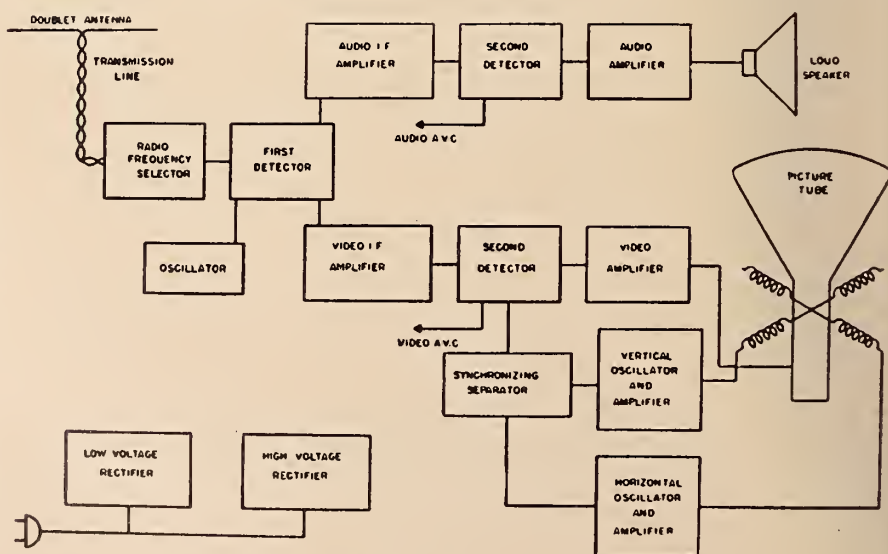 DOUBLET ANTENNA
TRANSMISSION
LINE
AUDIO I F
AMPLIFIER
SECOND
DETECTOR
AUDIO
AMPLIFIER
LOUD
SPEAKER
AUDIO A.V.C
RADIO
FREQUENCY
SELECTOR
FIRST
DETECTOR
PICTURE
TUBE
OSCILLATOR
VIDEO I F
AMPLIFIER
SECOND
DETECTOR
VIDEO
AMPLIFIER
VIDEO A.V.C
SYNCHRONIZING
SEPARATOR
VERTICAL
OSCILLATOR
AND
AMPLIFIER
LOW VOLTAGE
RECTIFIER
HIGH VOLTAGE
RECTIFIER
HORIZONTAL
OSCILLATOR
AND
AMPLIFIER